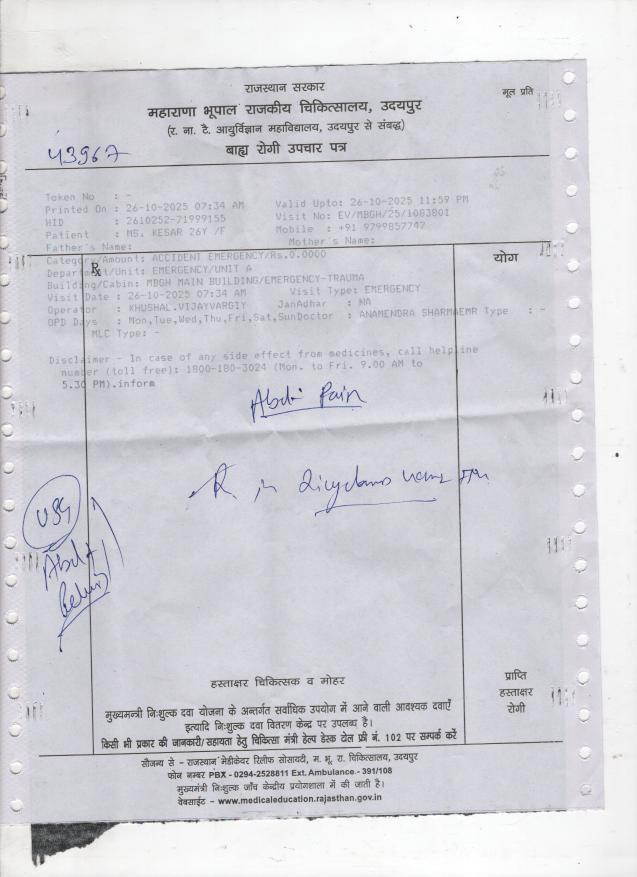 राजस्थान सरकार
मूल प्रति
महाराणा भूपाल राजकीय चिकित्सालय, उदयपुर
(र. ना. टै. आयुर्विज्ञान महाविद्यालय, उदयपुर से संबद्ध)
43967
बाह्य रोगी उपचार पत्र
Token No : -
Printed On : 26-10-2025 07:34 AM Valid Upto: 26-10-2025 11:59 PM
HID : 2610252-71999155 Visit No: EV/MBGH/25/1083801
Patient : MS. KESAR 26Y /F Mobile : +91 9799857747
Father's Name: Mother's Name:
Category/Amount: ACCIDENT EMERGENCY/Rs.0.0000
योग
Rx
Department/Unit: EMERGENCY/UNIT A
Building/Cabin: MBGH MAIN BUILDING/EMERGENCY-TRAUMA
Visit Date : 26-10-2025 07:34 AM Visit Type: EMERGENCY
Operator : KHUSHAL.VIJAYVARGIY JanAdhar : NA
OPD Days : Mon,Tue,Wed,Thu,Fri,Sat,SunDoctor : ANAMENDRA SHARMAEMR Type : -
MLC Type: -
Disclaimer - In case of any side effect from medicines, call helpline
number (toll free): 1800-180-3024 (Mon. to Fri. 9.00 AM to
5.30 PM).inform
Abd. Pain
USG
Abd +
हस्ताक्षर चिकित्सक व मोहर
प्राप्ति
हस्ताक्षर
रोगी
मुख्यमन्त्री निःशुल्क दवा योजना के अन्तर्गत सर्वाधिक उपयोग में आने वाली आवश्यक दवाएँ
इत्यादि निःशुल्क दवा वितरण केन्द्र पर उपलब्ध है।
किसी भी प्रकार की जानकारी/सहायता हेतु चिकित्सा मंत्री हेल्प डेस्क टोल फ्री नं. 102 पर सम्पर्क करें
सौजन्य से - राजस्थान मेडीकेयर रिलीफ सोसायटी, म. भू. रा. चिकित्सालय, उदयपुर
फोन नम्बर PBX - 0294-2528811 Ext. Ambulance.- 391/108
मुख्यमंत्री निःशुल्क जाँच केन्द्रीय प्रयोगशाला में की जाती है।
वेबसाईट - www.medicaleducation.rajasthan.gov.in